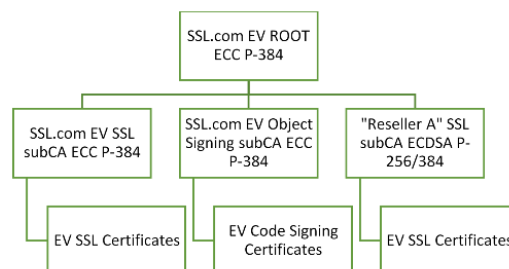 SSL.com EV ROOT
ECC P-384
SSL.com EV SSL
subCA ECC P-384
SSL.com EV Object
Signing subCA ECC
P-384
"Reseller A" SSL
subCA ECDSA P-
256/384
EV SSL Certificates
EV Code Signing
Certificates
EV SSL Certificates